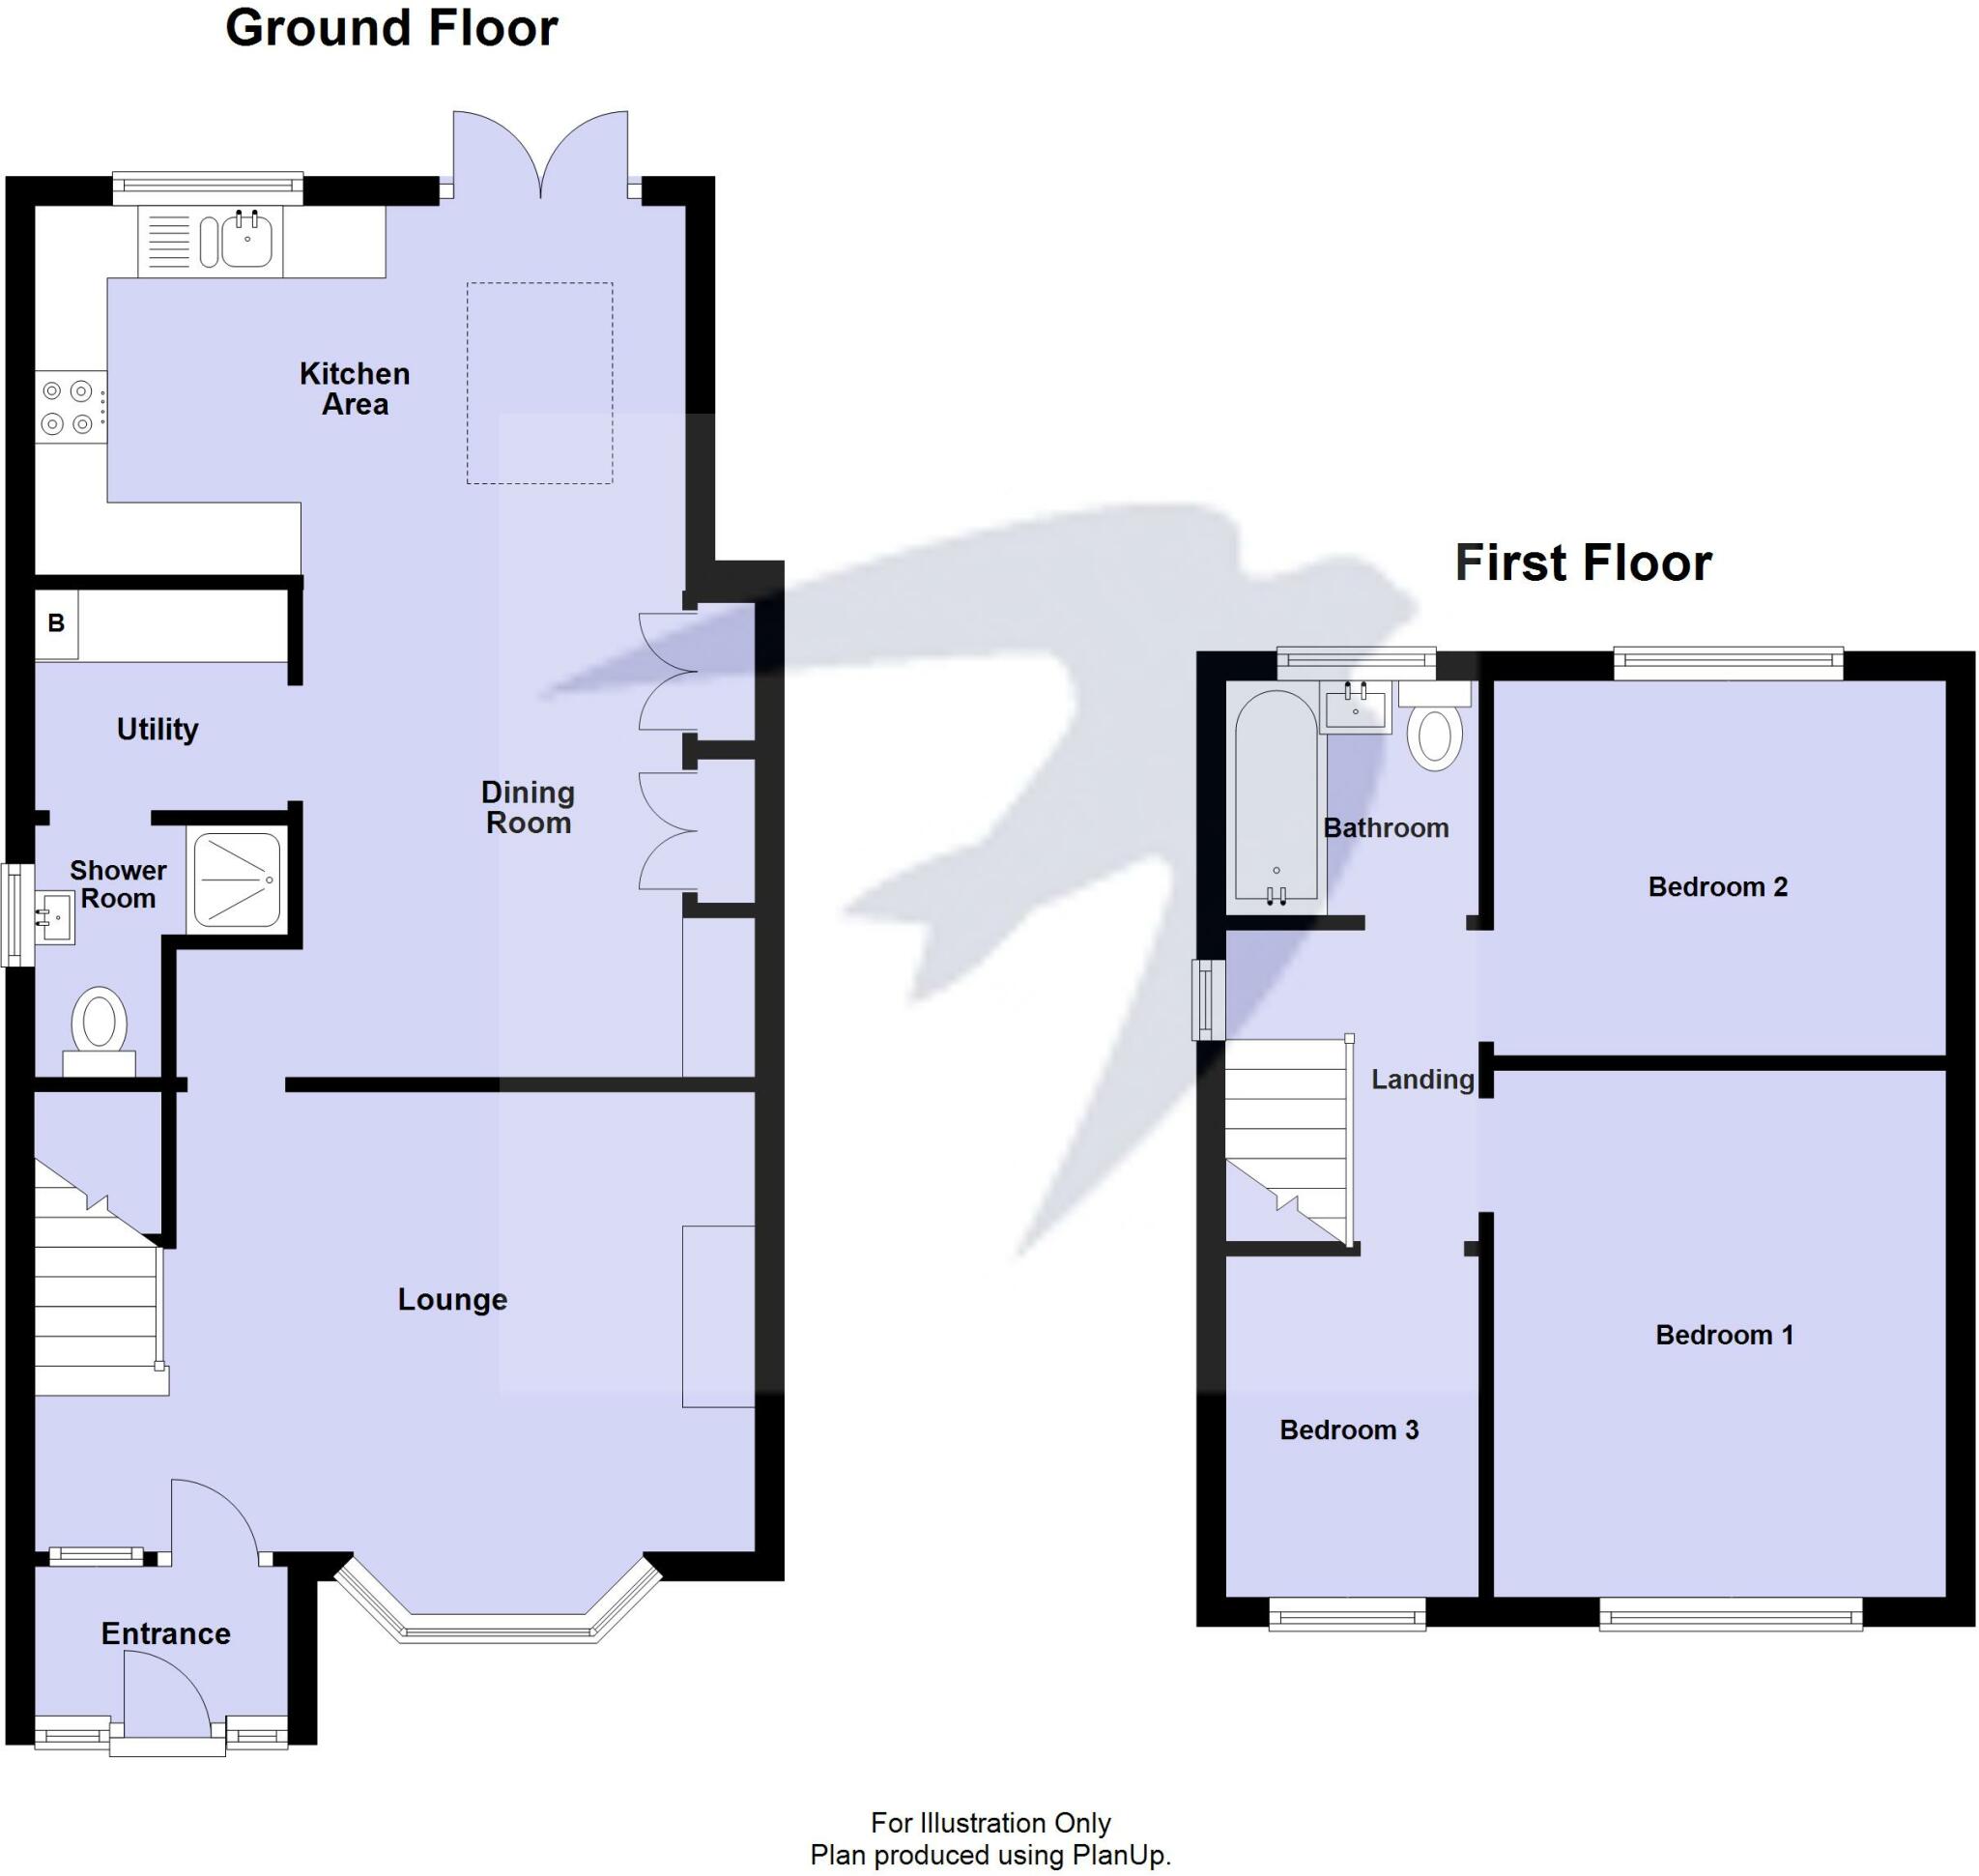 Ground Floor
Kitchen
Area
B
Utility
Dining
Room
Shower
Room
Lounge
Entrance
First Floor
Bathroom
Bedroom 2
Landing
Bedroom 1
Bedroom 3
For Illustration Only
Plan produced using PlanUp.